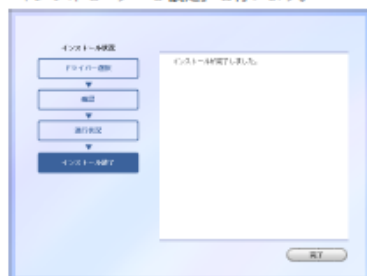 インストール状況
ドライバー選択
確認
進行状況
インストール終了
インストールが完了しました。
完了